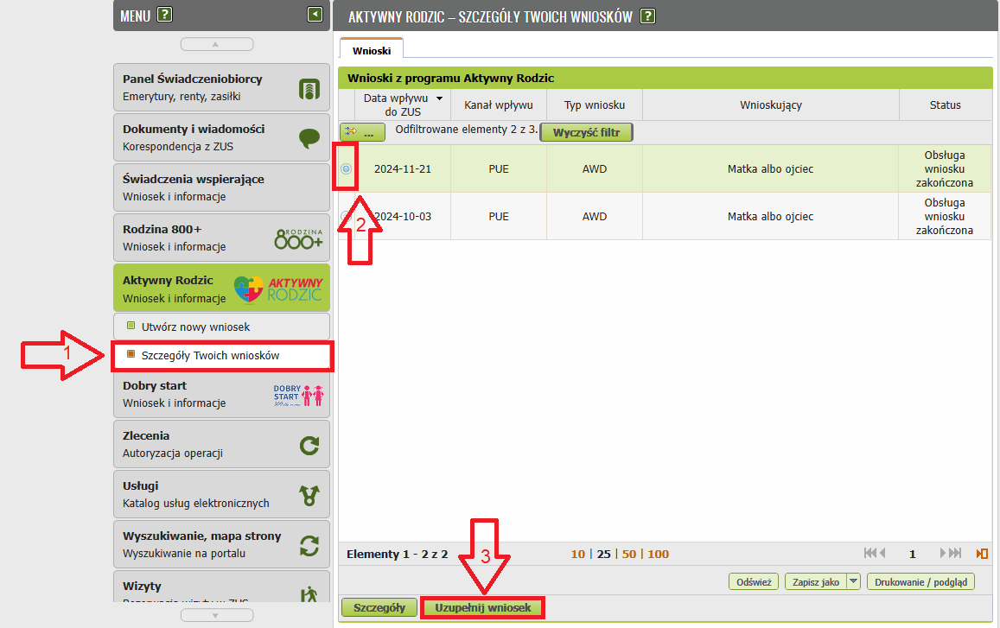 MENU ?
AKTYWNY RODZIC – SZCZEGÓŁY TWOICH WNIOSKÓW ?
Wnioski
Panel Świadczeniobiorcy
Emerytury, renty, zasiłki
Dokumenty i wiadomości
Korespondencja z ZUS
Świadczenia wspierające
Wniosek i informacje
Rodzina 800+
Wniosek i informacje
RODZINA
800+
Aktywny Rodzic
Wniosek i informacje
AKTYWNY
RODZIC
Utwórz nowy wniosek
1
Szczegóły Twoich wniosków
Dobry start
Wniosek i informacje
DOBRY
START
Zlecenia
Autoryzacja operacji
Usługi
Katalog usług elektronicznych
Wyszukiwanie, mapa strony
Wyszukiwanie na portalu
Wizyty
Rezerwacja wizyty w ZUS
Wnioski z programu Aktywny Rodzic
Data wpływu do ZUS Kanał wpływu Typ wniosku Wnioskujący Status
... Odfiltrowane elementy 2 z 3. Wyczyść filtr
2024-11-21 PUE AWD Matka albo ojciec Obsługa wniosku zakończona
2
2024-10-03 PUE AWD Matka albo ojciec Obsługa wniosku zakończona
Elementy 1 - 2 z 2
10 | 25 | 50 | 100
1
3
Odśwież Zapisz jako Drukowanie / podgląd
Szczegóły Uzupełnij wniosek